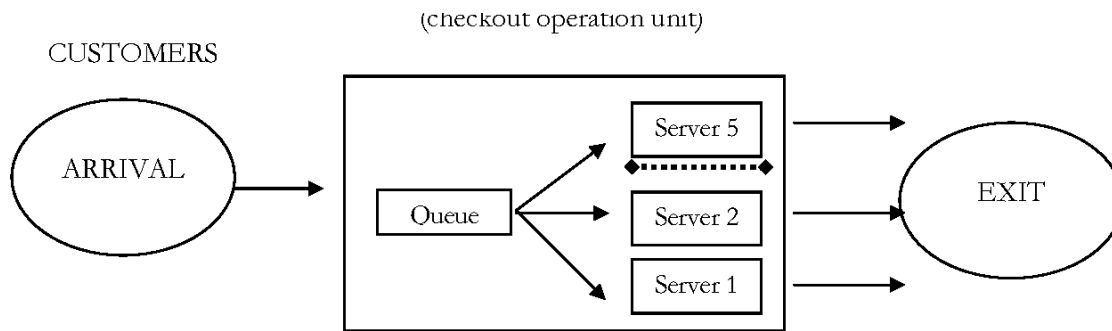 (checkout operation unit)
CUSTOMERS
ARRIVAL
Queue
Server 5
Server 2
Server 1
EXIT